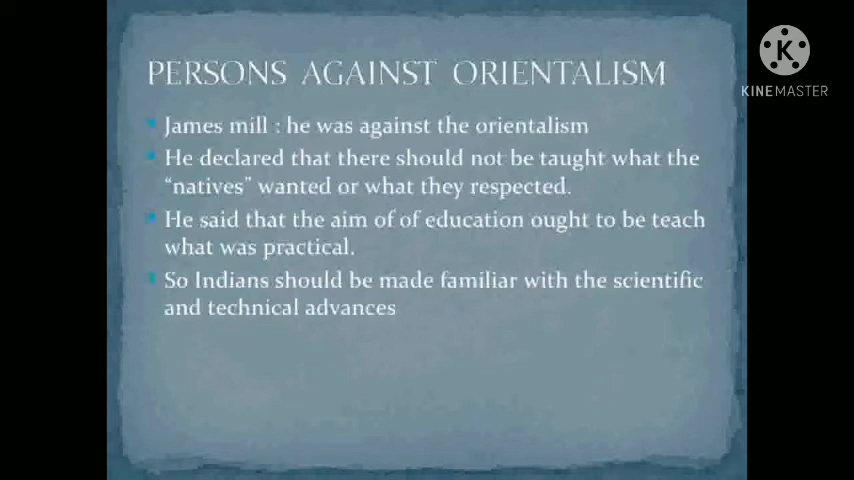 PERSONS AGAINST ORIENTALISM
James mill : he was against the orientalism
He declared that there should not be taught what the
“natives” wanted or what they respected.
He said that the aim of of education ought to be teach
what was practical.
So Indians should be made familiar with the scientific
and technical advances
K
KINEMASTER